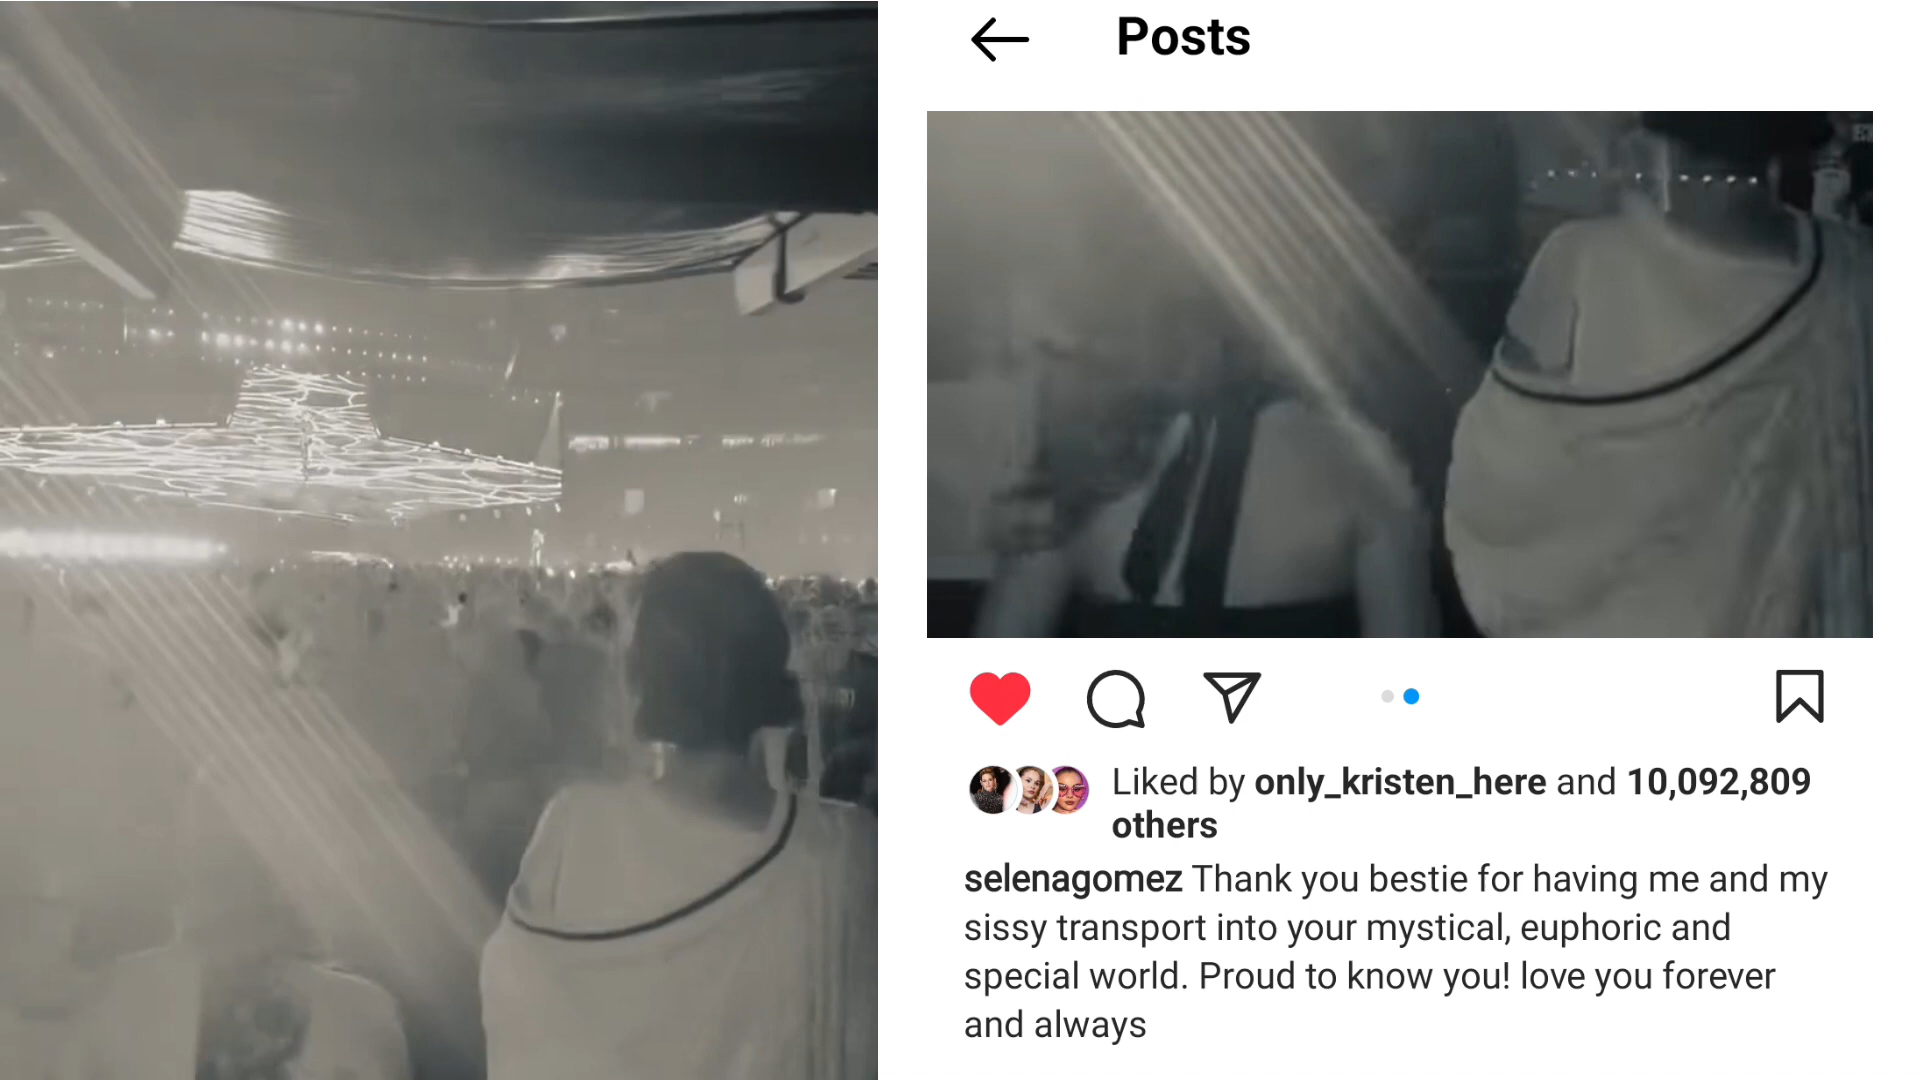 Posts
Liked by only_kristen_here and 10,092,809
others
selenagomez Thank you bestie for having me and my
sissy transport into your mystical, euphoric and
special world. Proud to know you! love you forever
and always